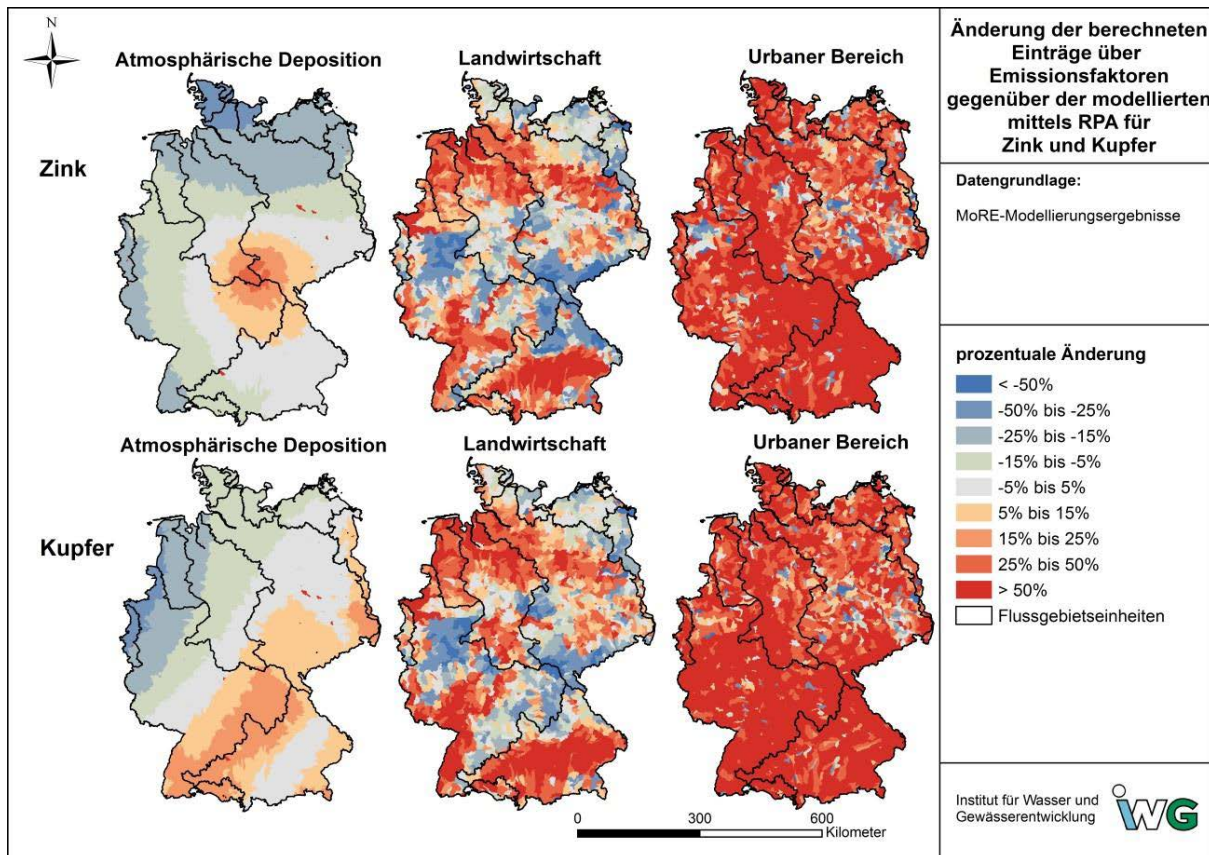 N
Atmosphärische Deposition
Landwirtschaft
Urbaner Bereich
Zink
Atmosphärische Deposition
Landwirtschaft
Urbaner Bereich
Kupfer
0 300 600
Kilometer
Änderung der berechneten
Einträge über
Emissionsfaktoren
gegenüber der modellierten
mittels RPA für
Zink und Kupfer
Datengrundlage:
MoRE-Modellierungsergebnisse
prozentuale Änderung
< -50%
-50% bis -25%
-25% bis -15%
-15% bis -5%
-5% bis 5%
5% bis 15%
15% bis 25%
25% bis 50%
> 50%
Flussgebietseinheiten
Institut für Wasser und
Gewässerentwicklung
iWG